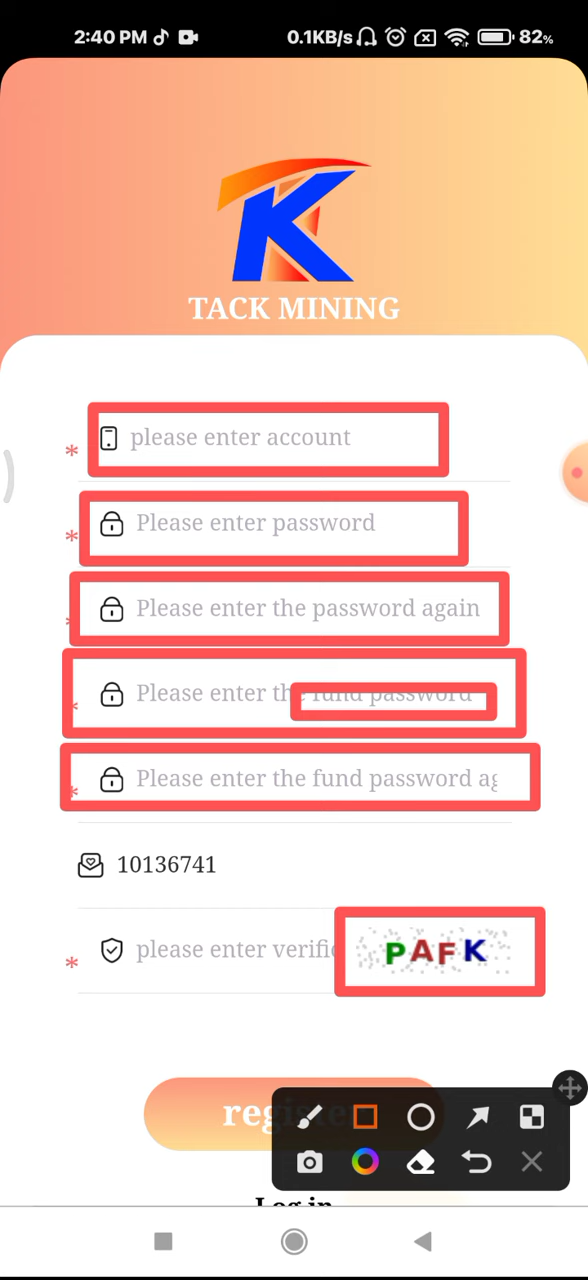 2:40 PM 0.1KB/s 82%
TACK MINING
* please enter account
* Please enter password
* Please enter the password again
* Please enter the fund password
* Please enter the fund password ag
10136741
* please enter verific
PAFK
register
Log in